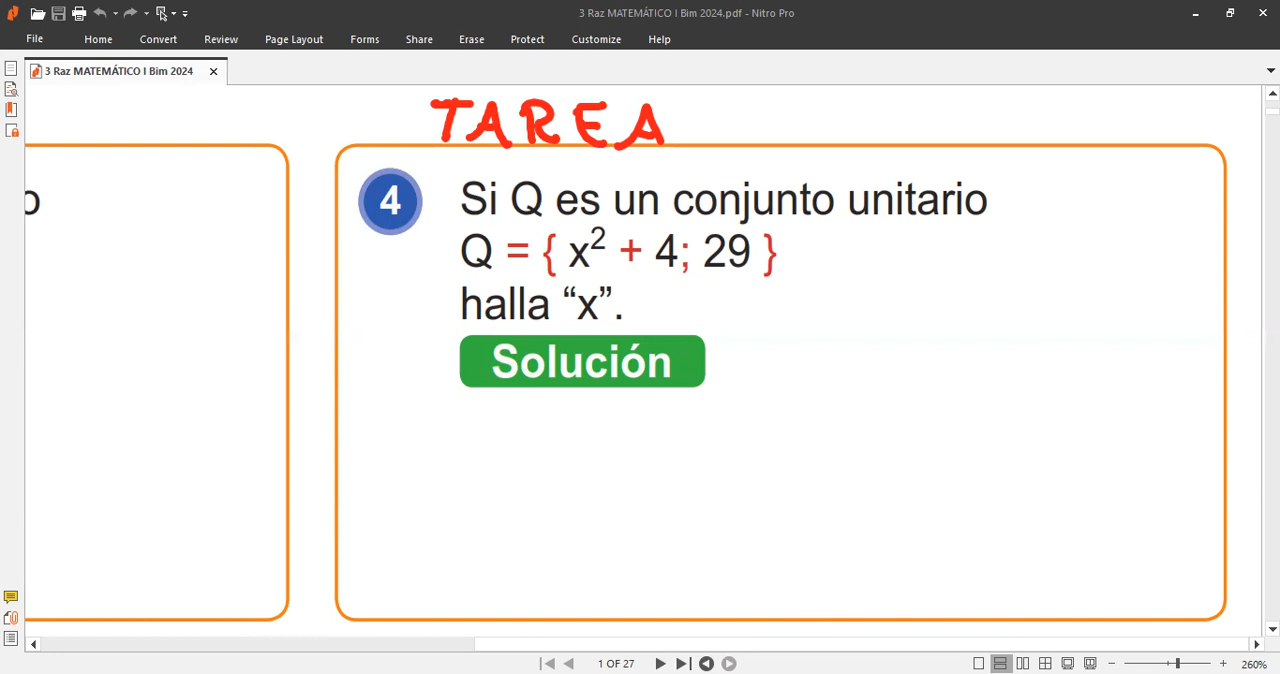 3 Raz MATEMÁTICO I Bim 2024.pdf - Nitro Pro
File Home Convert Review Page Layout Forms Share Erase Protect Customize Help
3 Raz MATEMÁTICO I Bim 2024
TAREA
o
4 Si Q es un conjunto unitario
Q = { x² + 4; 29 }
halla “x”.
Solución
1 OF 27
260%